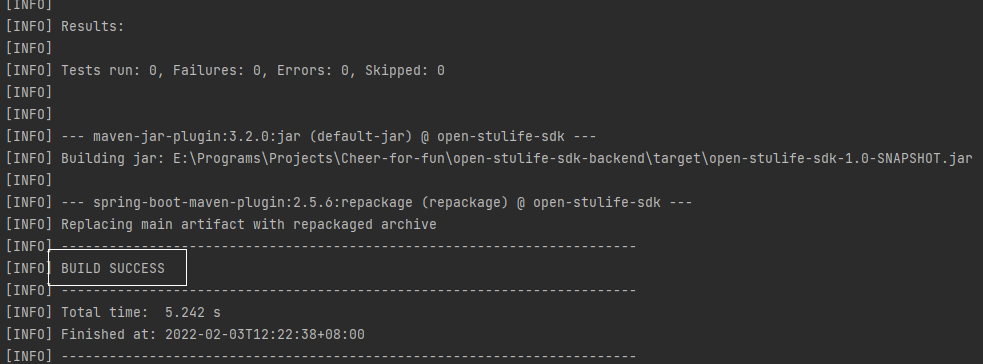 [INFO]
[INFO] Results:
[INFO]
[INFO] Tests run: 0, Failures: 0, Errors: 0, Skipped: 0
[INFO]
[INFO]
[INFO] --- maven-jar-plugin:3.2.0:jar (default-jar) @ open-stulife-sdk ---
[INFO] Building jar: E:\Programs\Projects\Cheer-for-fun\open-stulife-sdk-backend\target\open-stulife-sdk-1.0-SNAPSHOT.jar
[INFO]
[INFO] --- spring-boot-maven-plugin:2.5.6:repackage (repackage) @ open-stulife-sdk ---
[INFO] Replacing main artifact with repackaged archive
[INFO] ------------------------------------------------------------------------
[INFO] BUILD SUCCESS
[INFO] ------------------------------------------------------------------------
[INFO] Total time:  5.242 s
[INFO] Finished at: 2022-02-03T12:22:38+08:00
[INFO] ------------------------------------------------------------------------